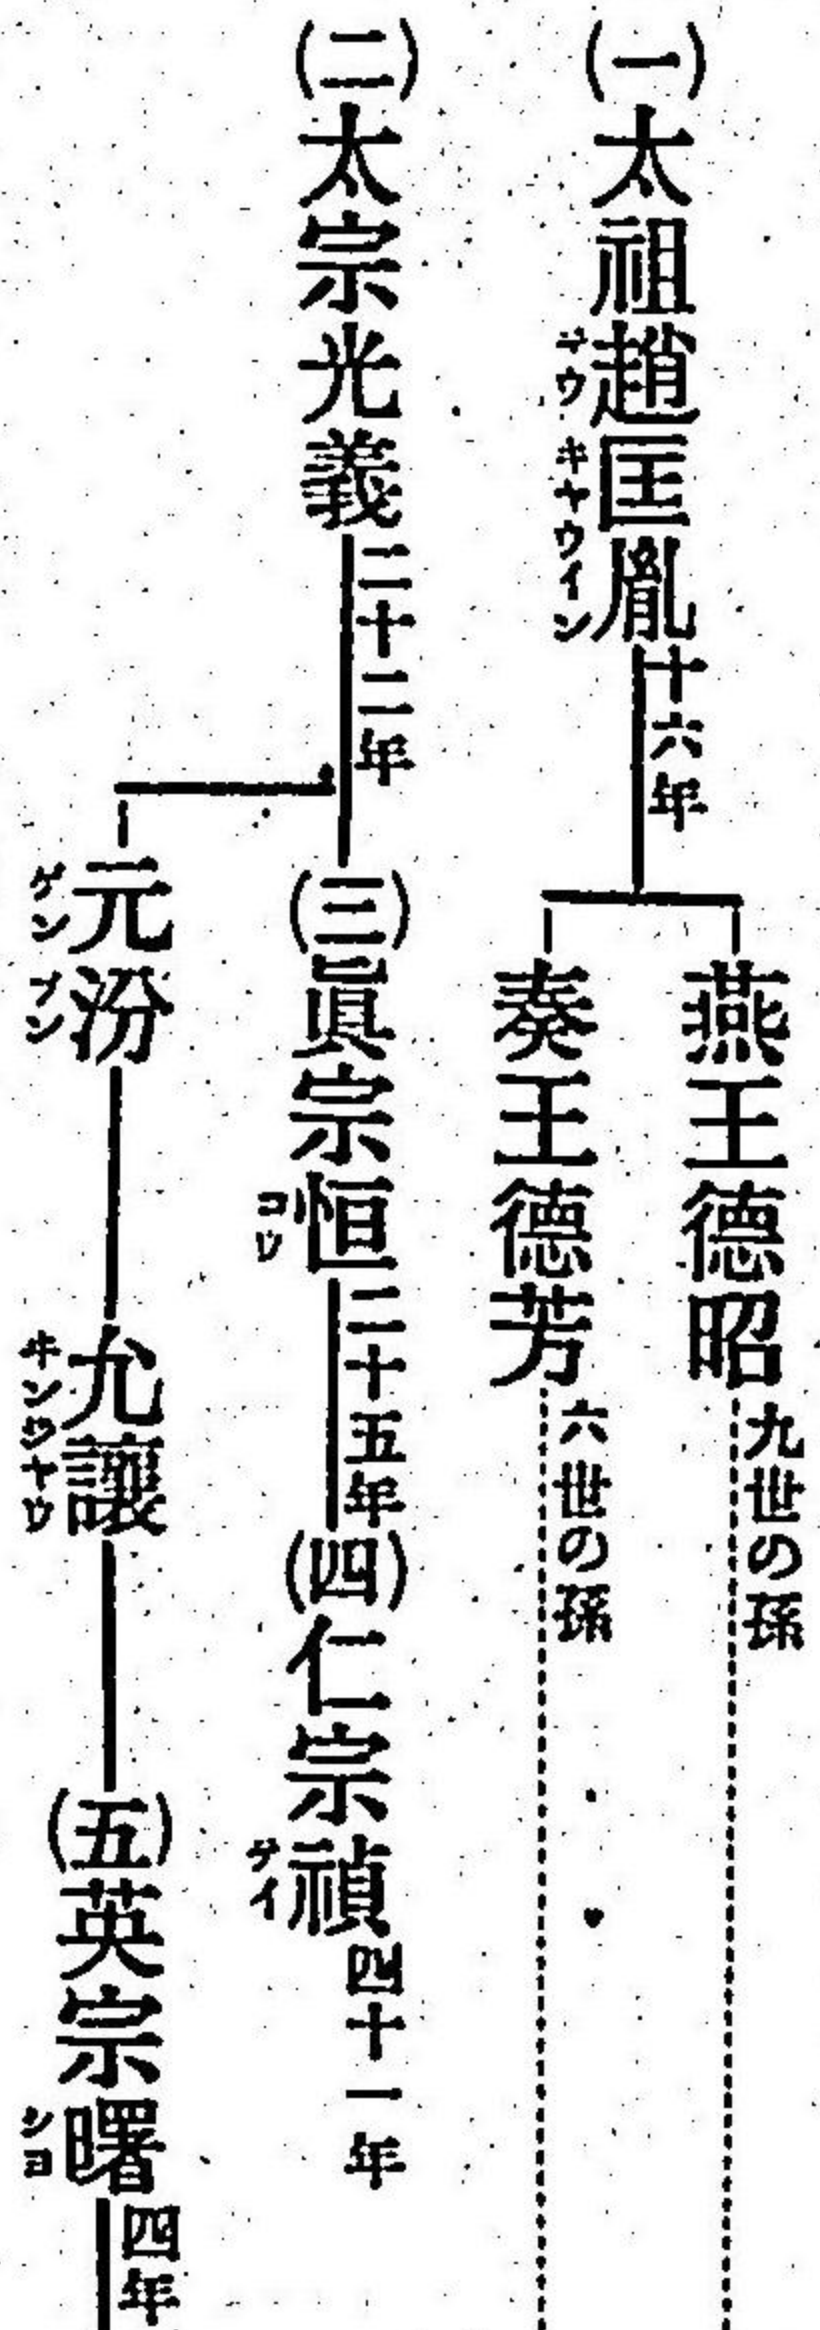 (一)太祖趙匡胤 十六年
テウ キヤウイン
燕王德昭 九世の孫
奏王德芳 六世の孫
(二)太宗光義 二十二年
(三)眞宗恒 二十五年
コウ
(四)仁宗禎 四十一年
テイ
元汾
ゲン フン
允讓
ヰンジヤウ
(五)英宗曙 四年
シヨ